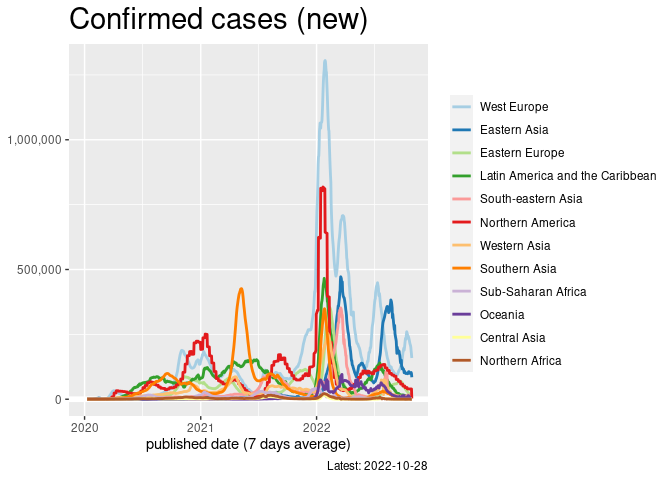 Confirmed cases (new)
1,000,000
500,000
0
2020
2021
2022
published date (7 days average)
Latest: 2022-10-28
West Europe
Eastern Asia
Eastern Europe
Latin America and the Caribbean
South-eastern Asia
Northern America
Western Asia
Southern Asia
Sub-Saharan Africa
Oceania
Central Asia
Northern Africa